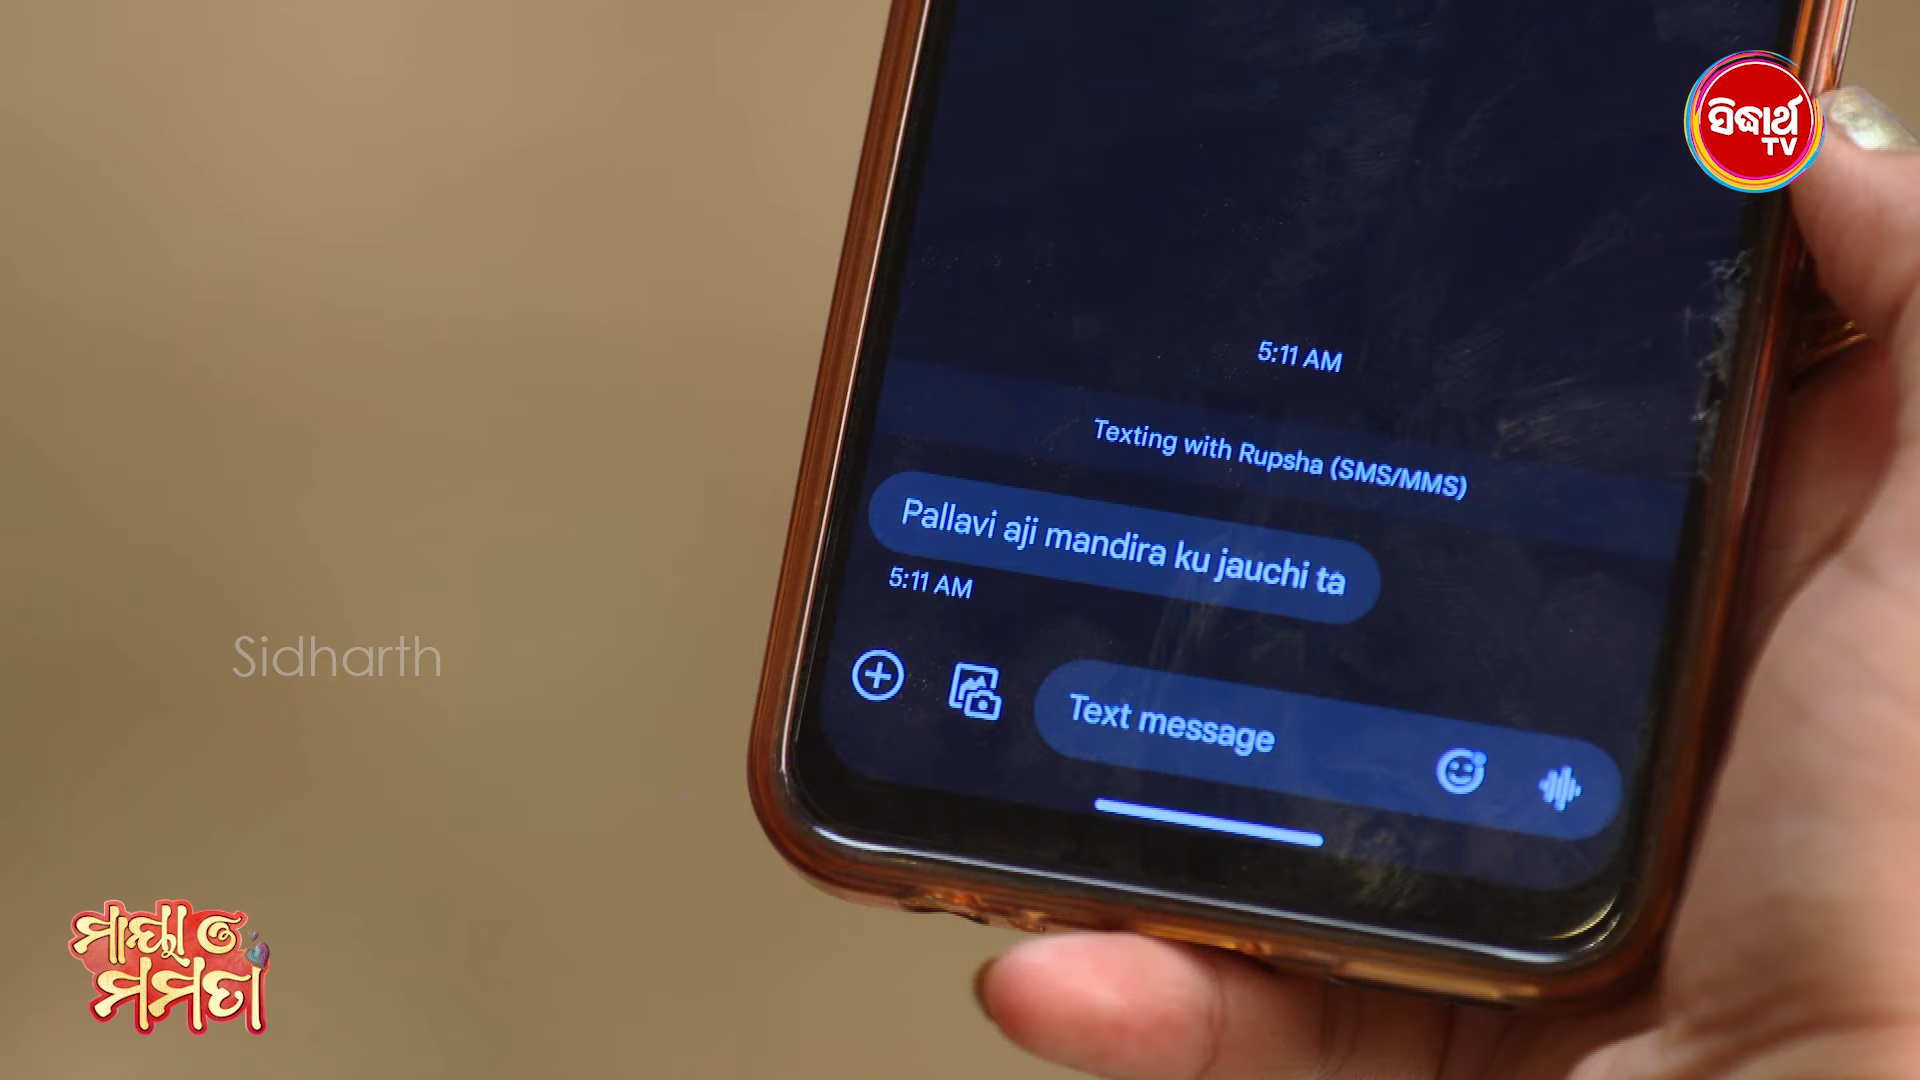 ସିଦ୍ଧାର୍ଥ
TV
5:11 AM
Texting with Rupsha (SMS/MMS)
Pallavi aji mandira ku jauchi ta
5:11 AM
Text message
Sidharth
ମାୟା ଓ
ମମତା